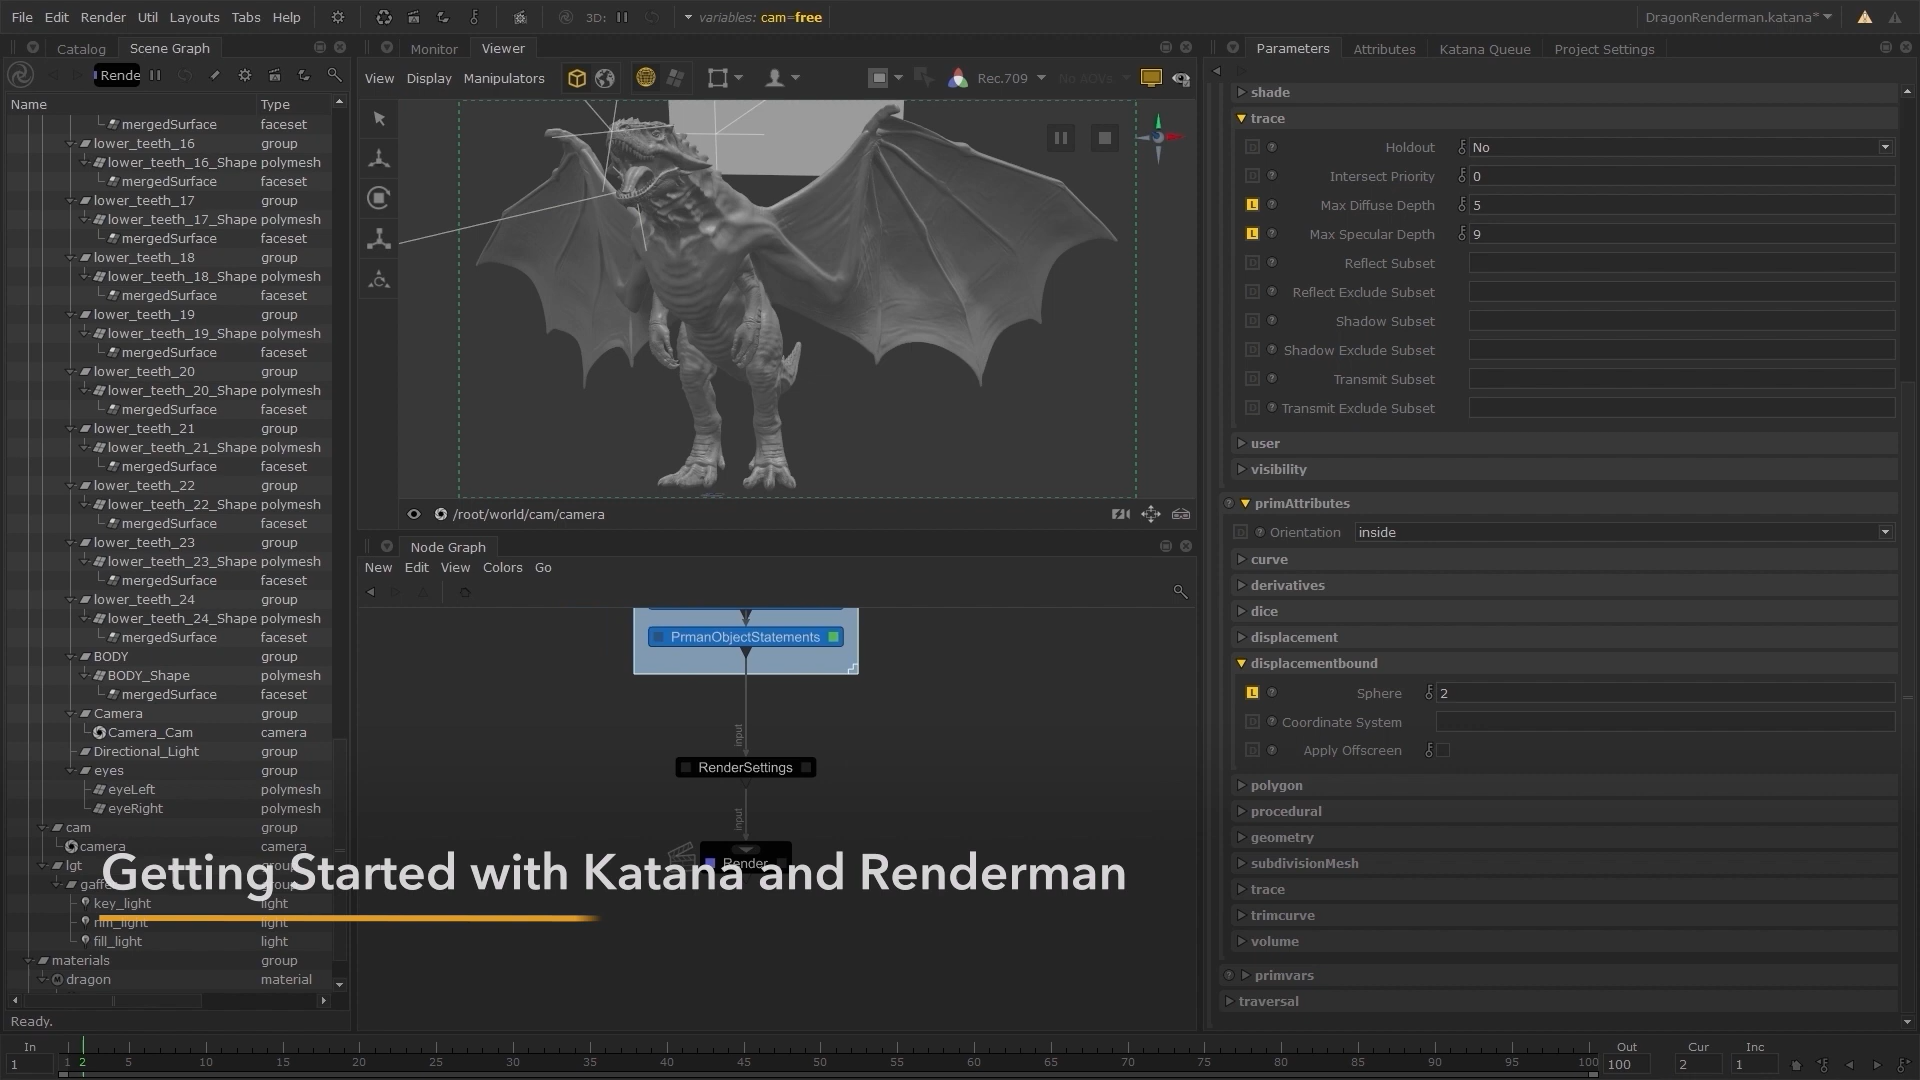 File Edit Render Util Layouts Tabs Help 3D: variables: cam=free DragonRenderman.katana*
Catalog Scene Graph
Rende
Name Type
mergedSurface faceset
lower_teeth_16 group
lower_teeth_16_Shape polymesh
mergedSurface faceset
lower_teeth_17 group
lower_teeth_17_Shape polymesh
mergedSurface faceset
lower_teeth_18 group
lower_teeth_18_Shape polymesh
mergedSurface faceset
lower_teeth_19 group
lower_teeth_19_Shape polymesh
mergedSurface faceset
lower_teeth_20 group
lower_teeth_20_Shape polymesh
mergedSurface faceset
lower_teeth_21 group
lower_teeth_21_Shape polymesh
mergedSurface faceset
lower_teeth_22 group
lower_teeth_22_Shape polymesh
mergedSurface faceset
lower_teeth_23 group
lower_teeth_23_Shape polymesh
mergedSurface faceset
lower_teeth_24 group
lower_teeth_24_Shape polymesh
mergedSurface faceset
BODY group
BODY_Shape polymesh
mergedSurface faceset
Camera group
Camera_Cam camera
Directional_Light group
eyes group
eyeLeft polymesh
eyeRight polymesh
cam group
camera camera
lgt
key_light light
rim_light light
fill_light light
materials group
dragon material
Ready.
Monitor Viewer
View Display Manipulators Rec.709 No AOVs
/root/world/cam/camera
Node Graph
New Edit View Colors Go
PrmanObjectStatements
input
RenderSettings
input
Render
Getting Started with Katana and Renderman
Parameters Attributes Katana Queue Project Settings
shade
trace
Holdout No
Intersect Priority 0
L Max Diffuse Depth 5
L Max Specular Depth 9
Reflect Subset
Reflect Exclude Subset
Shadow Subset
Shadow Exclude Subset
Transmit Subset
Transmit Exclude Subset
user
visibility
primAttributes
Orientation inside
curve
derivatives
dice
displacement
displacementbound
L Sphere 2
Coordinate System
Apply Offscreen
polygon
procedural
geometry
subdivisionMesh
trace
trimcurve
volume
primvars
traversal
In Out Cur Inc
1 1 2 5 10 15 20 25 30 35 40 45 50 55 60 65 70 75 80 85 90 95 100 100 2 1